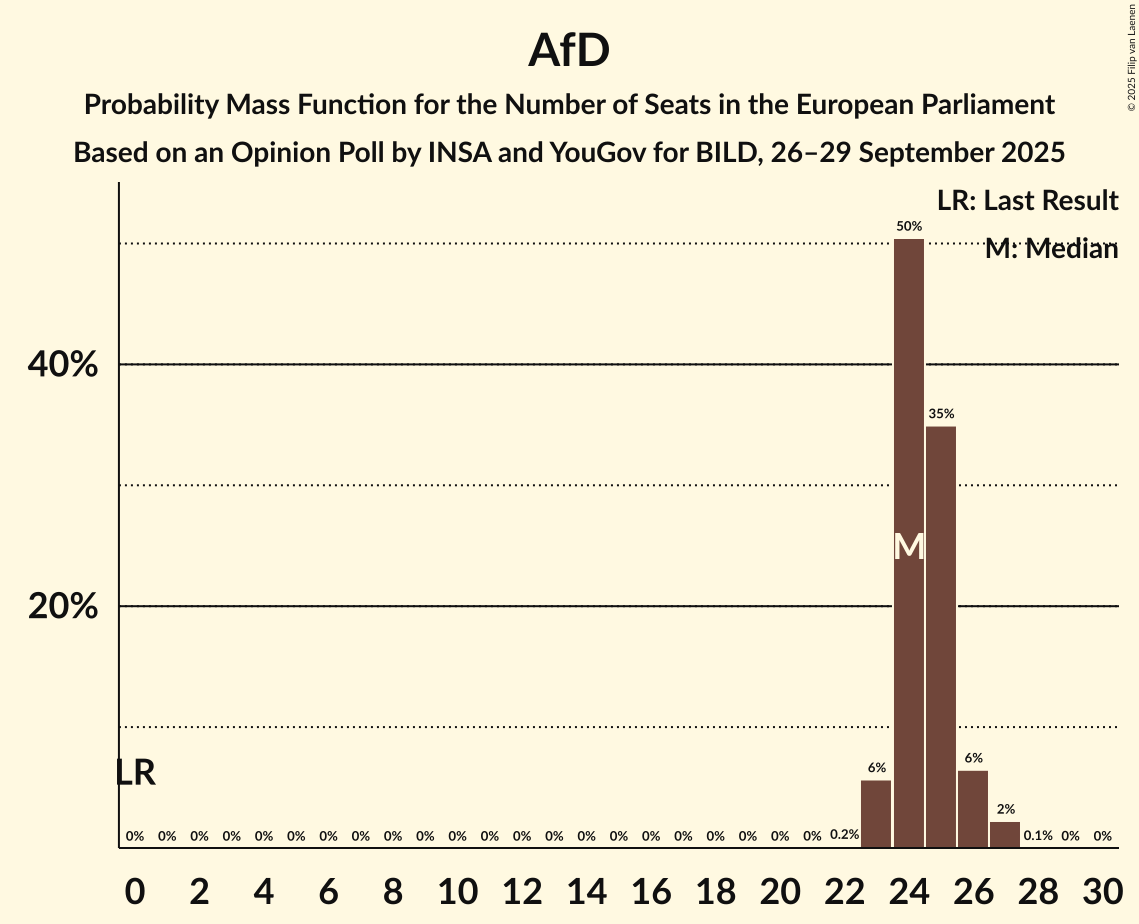 AfD
Probability Mass Function for the Number of Seats in the European Parliament
Based on an Opinion Poll by INSA and YouGov for BILD, 26–29 September 2025
© 2025 Filip van Laenen
LR: Last Result
M: Median
50%
40%
35%
M
20%
LR
6%
6%
2%
0% 0% 0% 0% 0% 0% 0% 0% 0% 0% 0% 0% 0% 0% 0% 0% 0% 0% 0% 0% 0% 0% 0.2% 0.1% 0% 0%
0 2 4 6 8 10 12 14 16 18 20 22 24 26 28 30